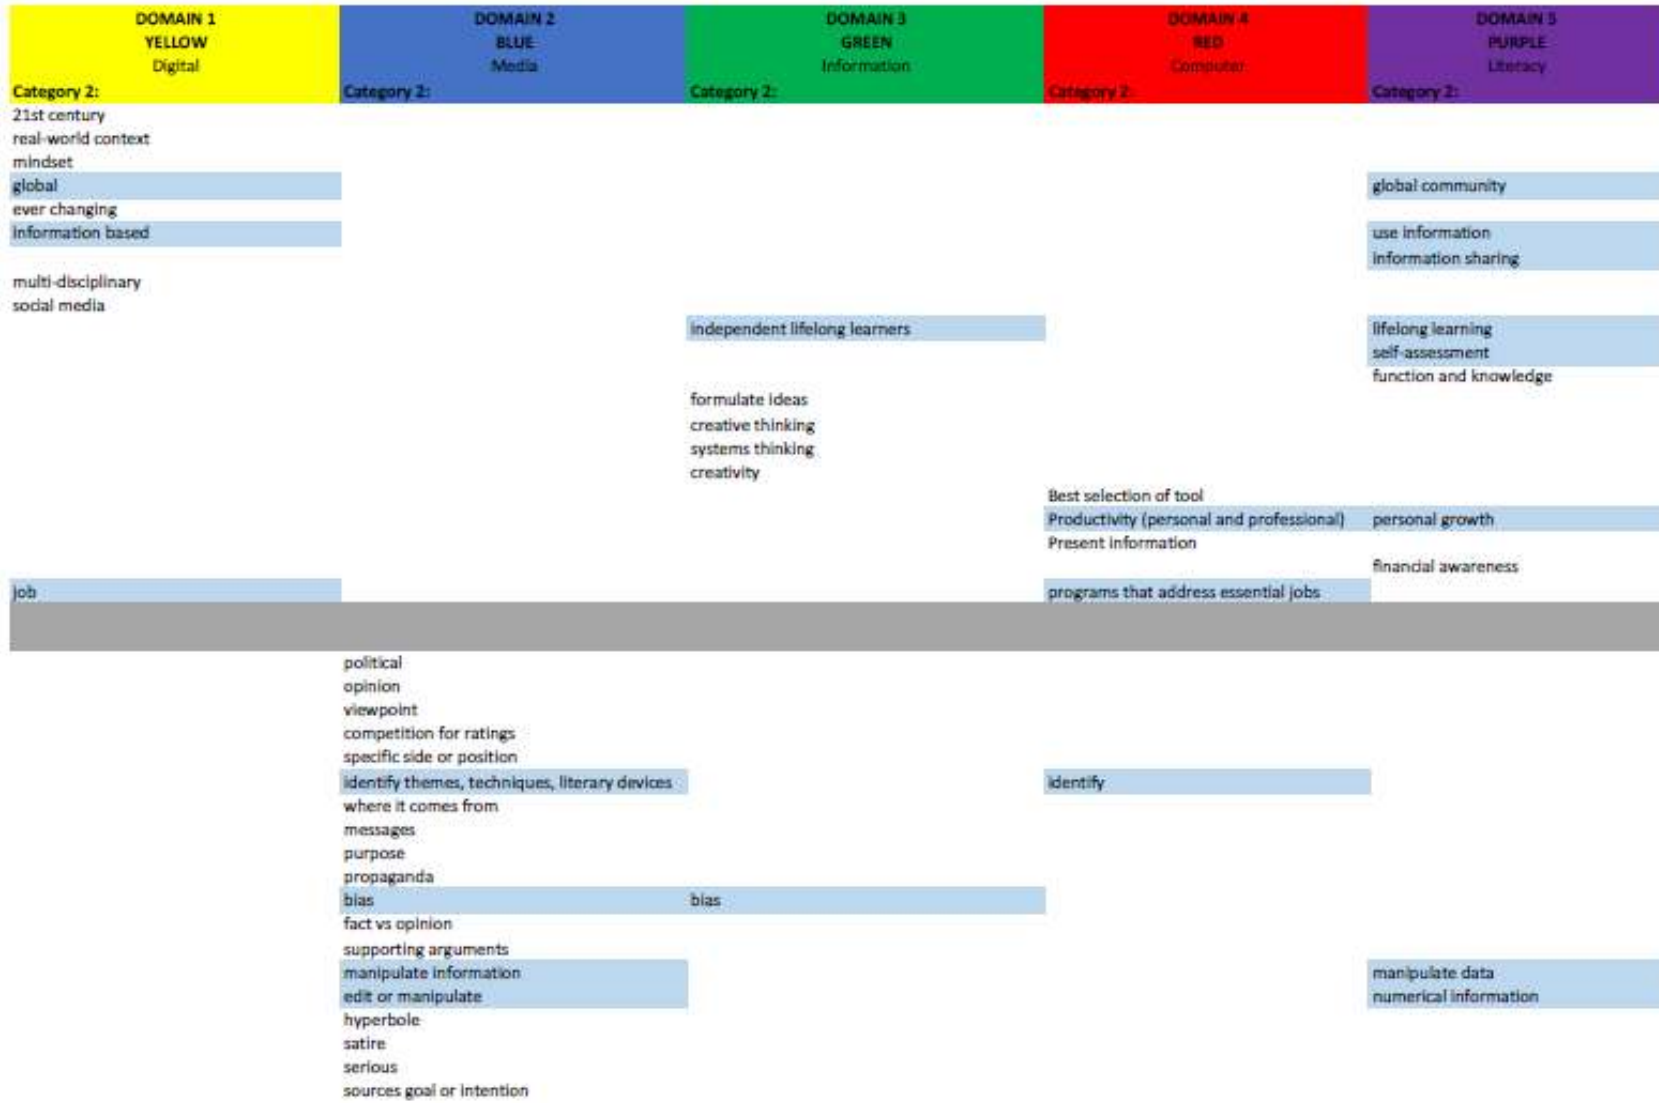 DOMAIN 1 DOMAIN 2 DOMAIN 3 DOMAIN 4 DOMAIN 5
YELLOW BLUE GREEN RED PURPLE
Digital Media Information Computer Literacy
Category 2: Category 2: Category 2: Category 2: Category 2:
21st century
real-world context
mindset
global global community
ever changing
information based use information
information sharing
multi-disciplinary
social media
independent lifelong learners lifelong learning
self-assessment
function and knowledge
formulate ideas
creative thinking
systems thinking
creativity
Best selection of tool
Productivity (personal and professional) personal growth
Present information
financial awareness
job programs that address essential jobs
political
opinion
viewpoint
competition for ratings
specific side or position
identify themes, techniques, literary devices identify
where it comes from
messages
purpose
propaganda
bias bias
fact vs opinion
supporting arguments
manipulate information manipulate data
edit or manipulate numerical information
hyperbole
satire
serious
sources goal or intention